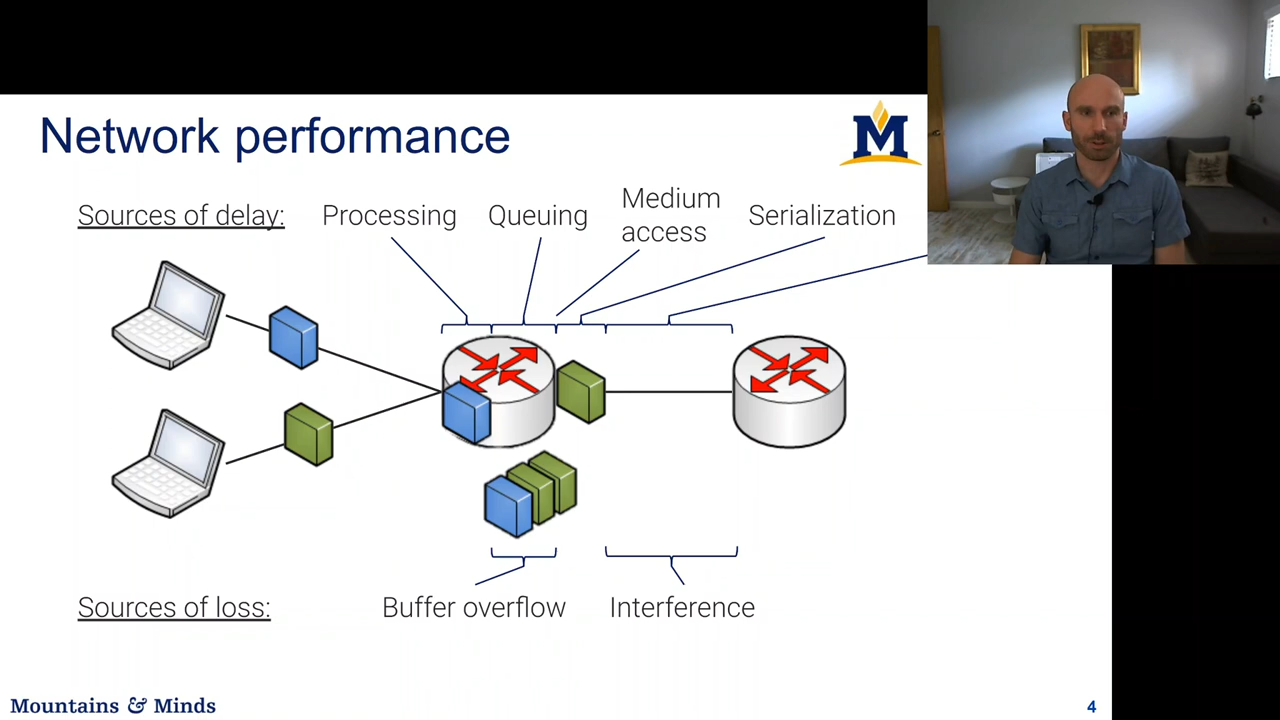 Network performance
M
Sources of delay:
Processing
Queuing
Medium
access
Serialization
Sources of loss:
Buffer overflow
Interference
Mountains & Minds
4